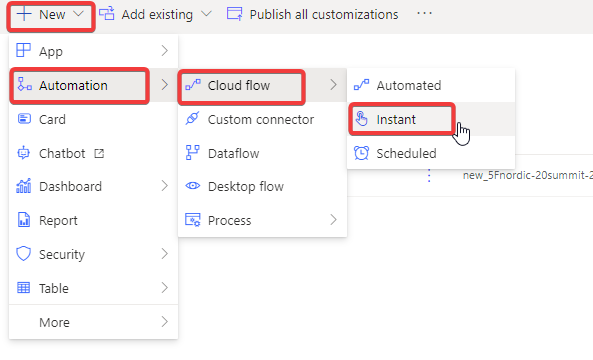 New Add existing Publish all customizations ...
App
Automation
Card
Chatbot
Dashboard
Report
Security
Table
More
Cloud flow
Custom connector
Dataflow
Desktop flow
Process
Automated
Instant
Scheduled
new_5Fnordic-20summit-2